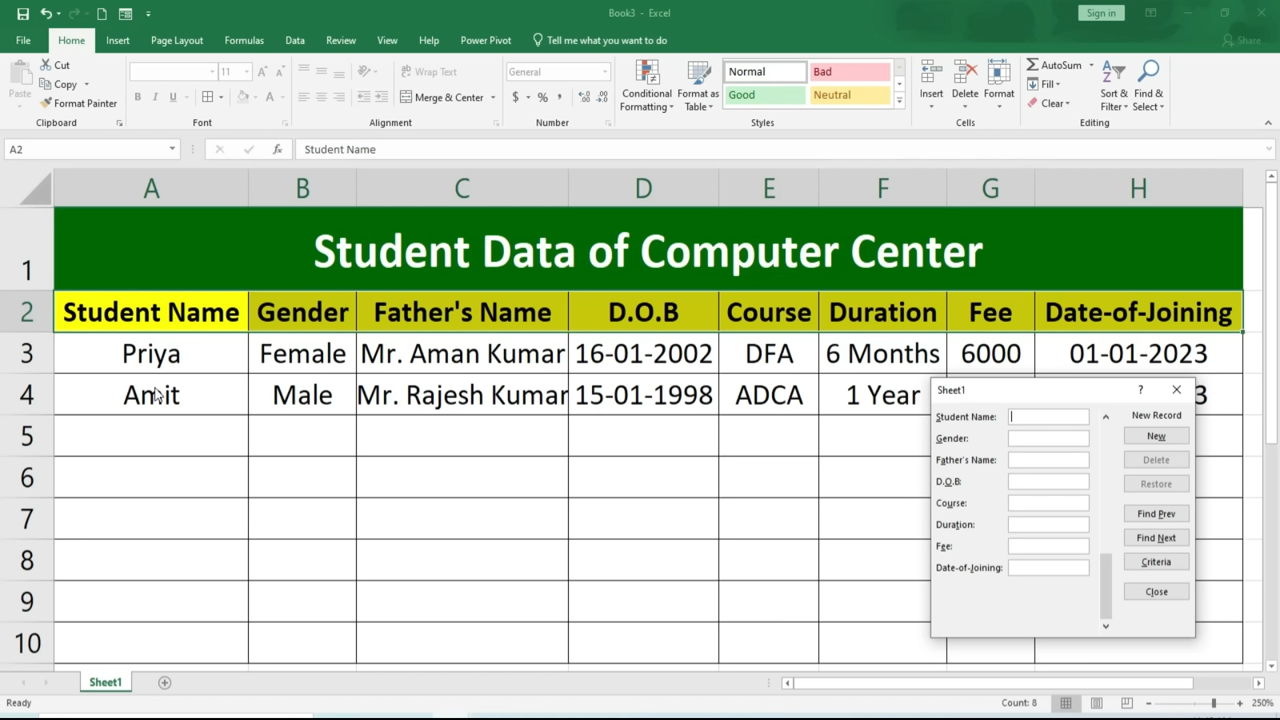 Book3 - Excel
Sign in
File Home Insert Page Layout Formulas Data Review View Help Power Pivot Tell me what you want to do Share
Paste
Cut
Copy
Format Painter
Clipboard
11
A A
B I U A
Font
Wrap Text
Merge & Center
Alignment
General
$ % ,
Number
Conditional Formatting
Format as Table
Normal Bad
Good Neutral
Styles
Insert Delete Format
Cells
AutoSum
Fill
Clear
Sort & Filter
Find & Select
Editing
A2 fx Student Name
A B C D E F G H
1 Student Data of Computer Center
2 Student Name Gender Father's Name D.O.B Course Duration Fee Date-of-Joining
3 Priya Female Mr. Aman Kumar 16-01-2002 DFA 6 Months 6000 01-01-2023
4 Amit Male Mr. Rajesh Kumar 15-01-1998 ADCA 1 Year 3
5
6
7
8
9
10
Sheet1 ?
Student Name:
Gender:
Father's Name:
D.O.B:
Course:
Duration:
Fee:
Date-of-Joining:
New Record
New
Delete
Restore
Find Prev
Find Next
Criteria
Close
Sheet1
Ready Count: 8 250%